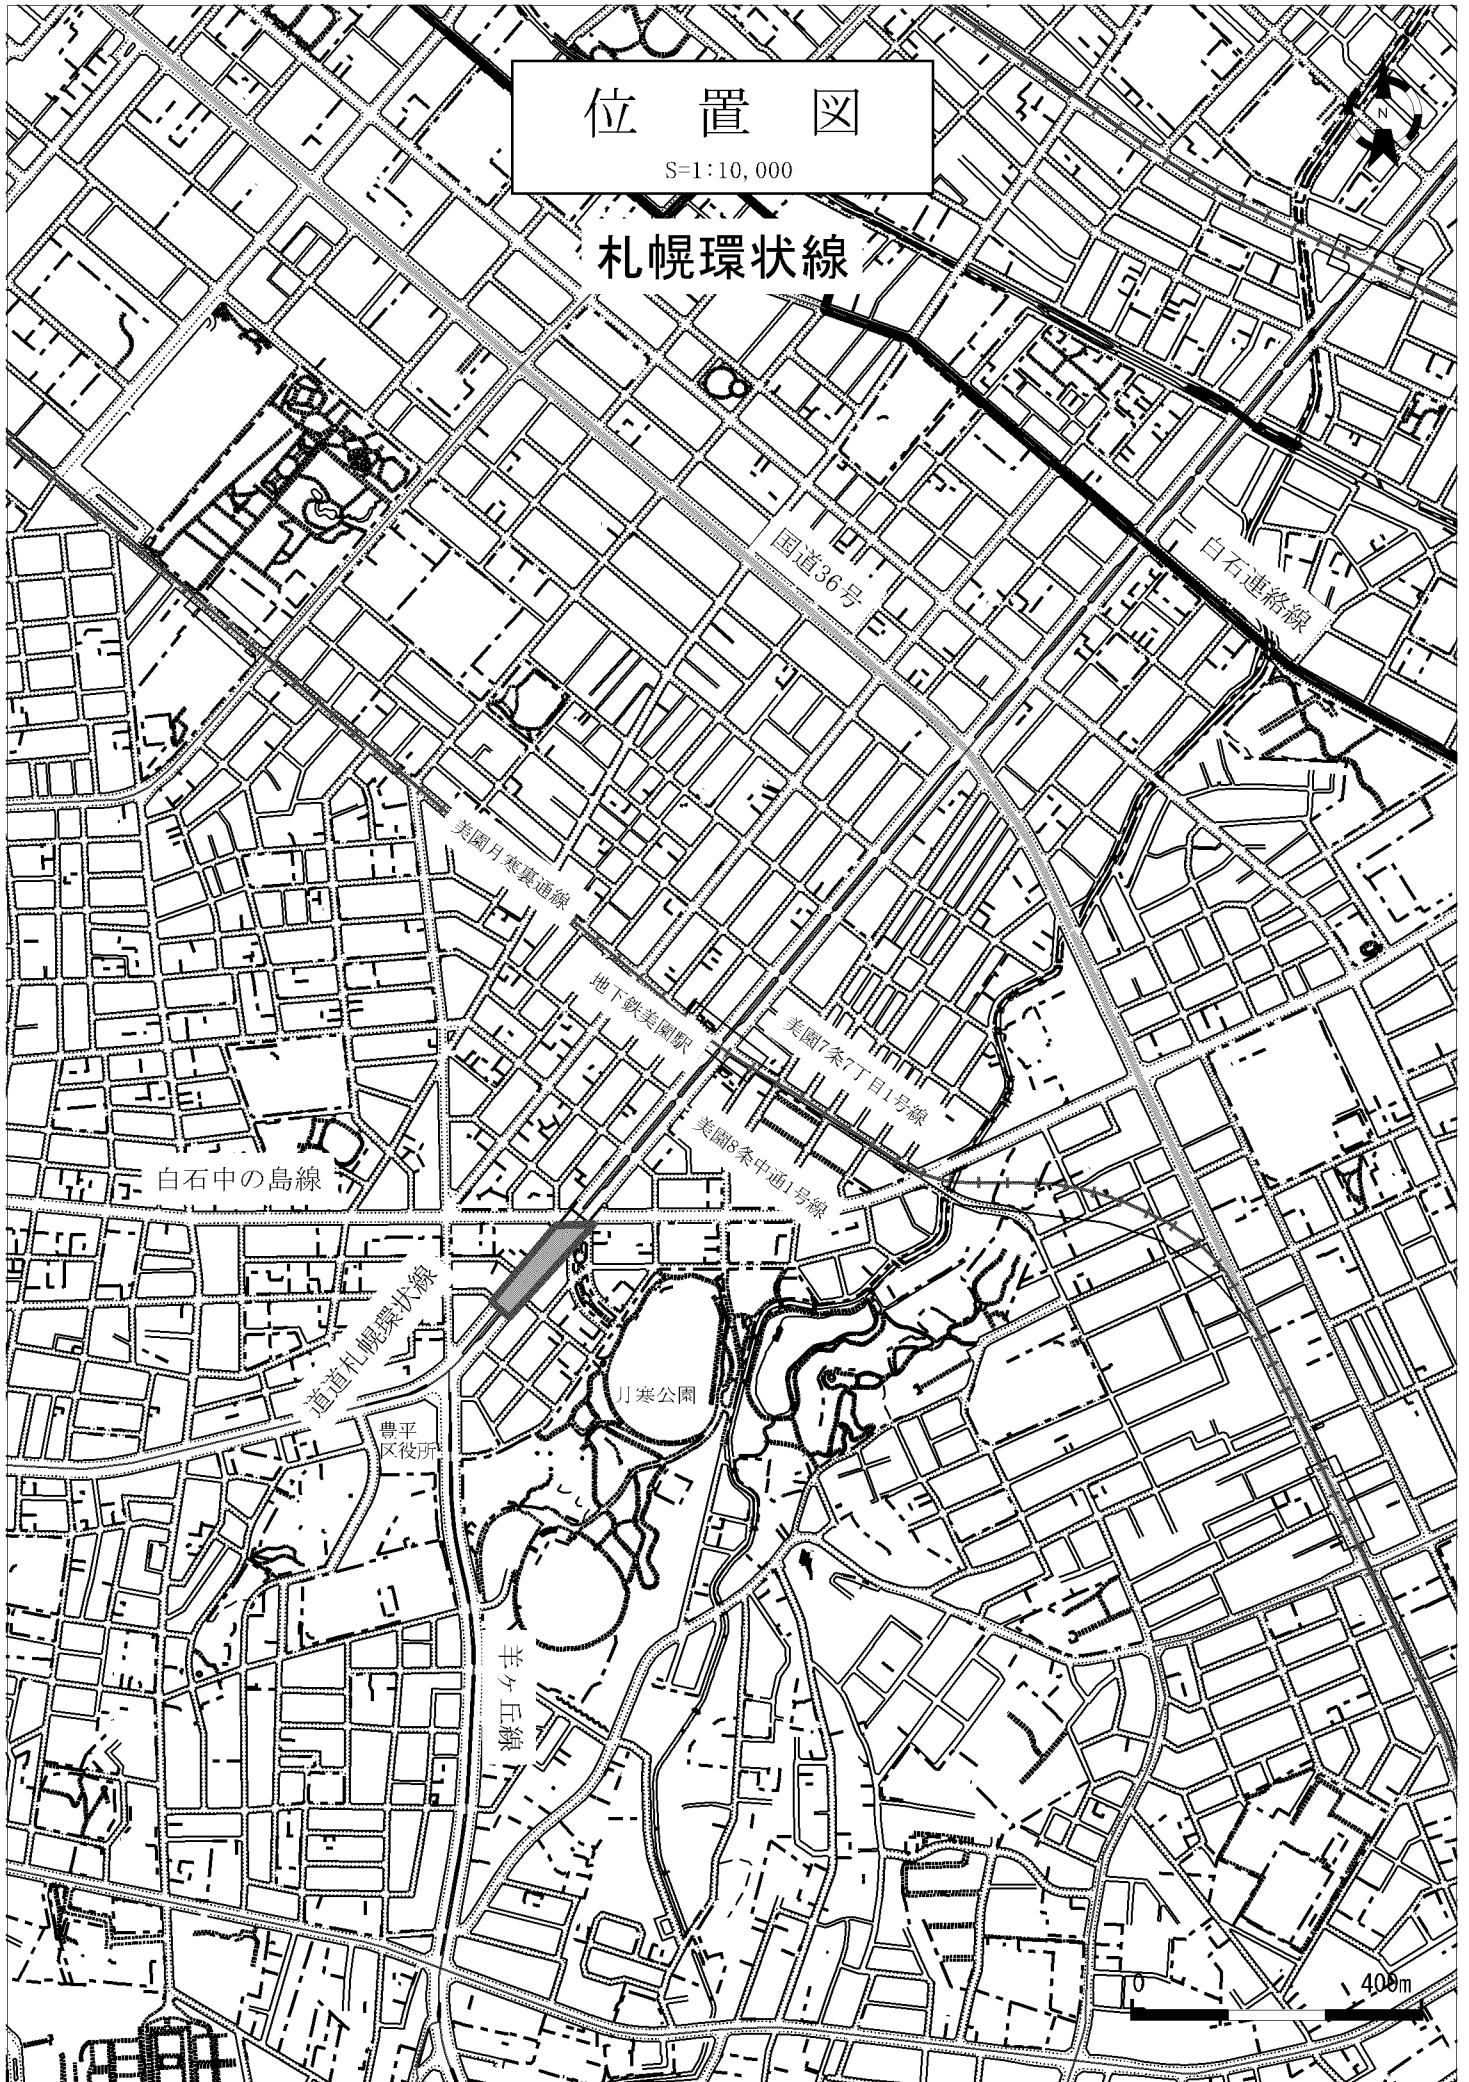 位置図
S=1:10,000
N
札幌環状線
国道36号
白石連絡線
美園月寒裏通線
地下鉄美園駅
美園7条7丁目1号線
美園8条中通1号線
白石中の島線
道道札幌環状線
月寒公園
豊平
区役所
羊ヶ丘線
0
400m